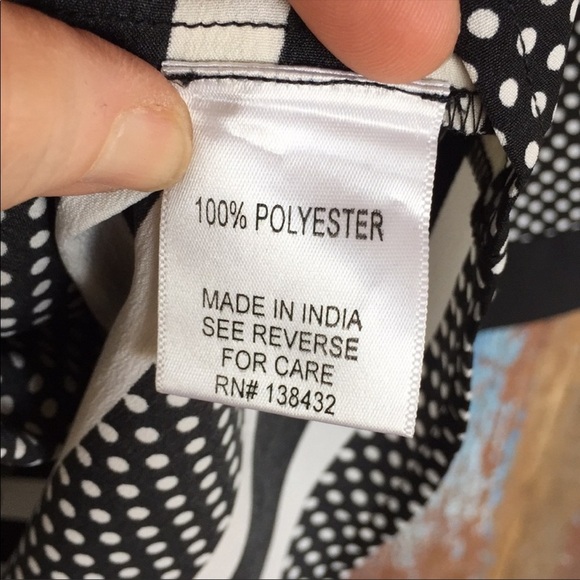 100% POLYESTER
MADE IN INDIA
SEE REVERSE
FOR CARE
RN# 138432